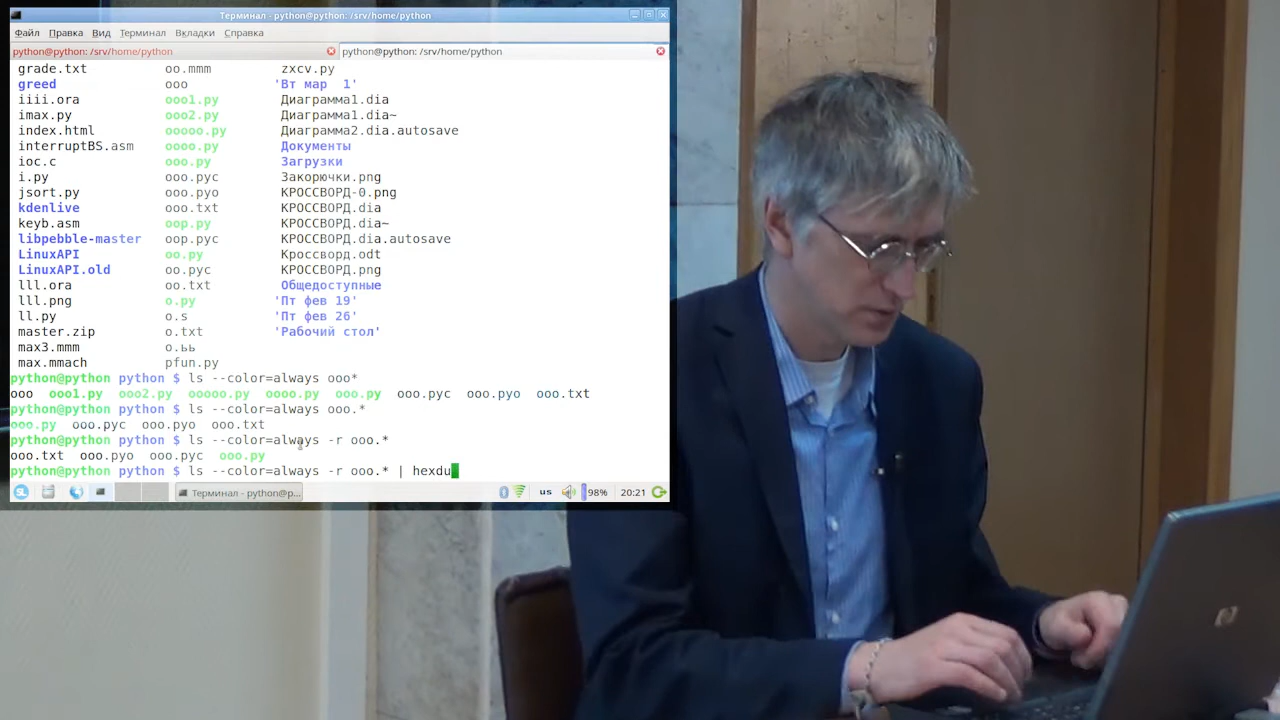 Терминал - python@python: /srv/home/python
Файл Правка Вид Терминал Вкладки Справка
python@python: /srv/home/python python@python: /srv/home/python
grade.txt oo.mmm zxcv.py
greed ooo 'Вт мар  1'
iiii.ora ooo1.py Диаграмма1.dia
imax.py ooo2.py Диаграмма1.dia~
index.html ooooo.py Диаграмма2.dia.autosave
interruptBS.asm oooo.py Документы
ioc.c ooo.py Загрузки
i.py ooo.pyc Закорючки.png
jsort.py ooo.pyo КРОССВОРД-0.png
kdenlive ooo.txt КРОССВОРД.dia
keyb.asm oop.py КРОССВОРД.dia~
libpebble-master oop.pyc КРОССВОРД.dia.autosave
LinuxAPI oo.py Кроссворд.odt
LinuxAPI.old oo.pyc КРОССВОРД.png
lll.ora oo.txt Общедоступные
lll.png o.py 'Пт фев 19'
ll.py o.s 'Пт фев 26'
master.zip o.txt 'Рабочий стол'
max3.mmm o.ьь
max.mmach pfun.py
python@python python $ ls --color=always ooo*
ooo ooo1.py ooo2.py ooooo.py oooo.py ooo.py ooo.pyc ooo.pyo ooo.txt
python@python python $ ls --color=always ooo.*
ooo.py ooo.pyc ooo.pyo ooo.txt
python@python python $ ls --color=always -r ooo.*
ooo.txt ooo.pyo ooo.pyc ooo.py
python@python python $ ls --color=always -r ooo.* | hexdu
SL Терминал - python@p... us 98% 20:21
hp